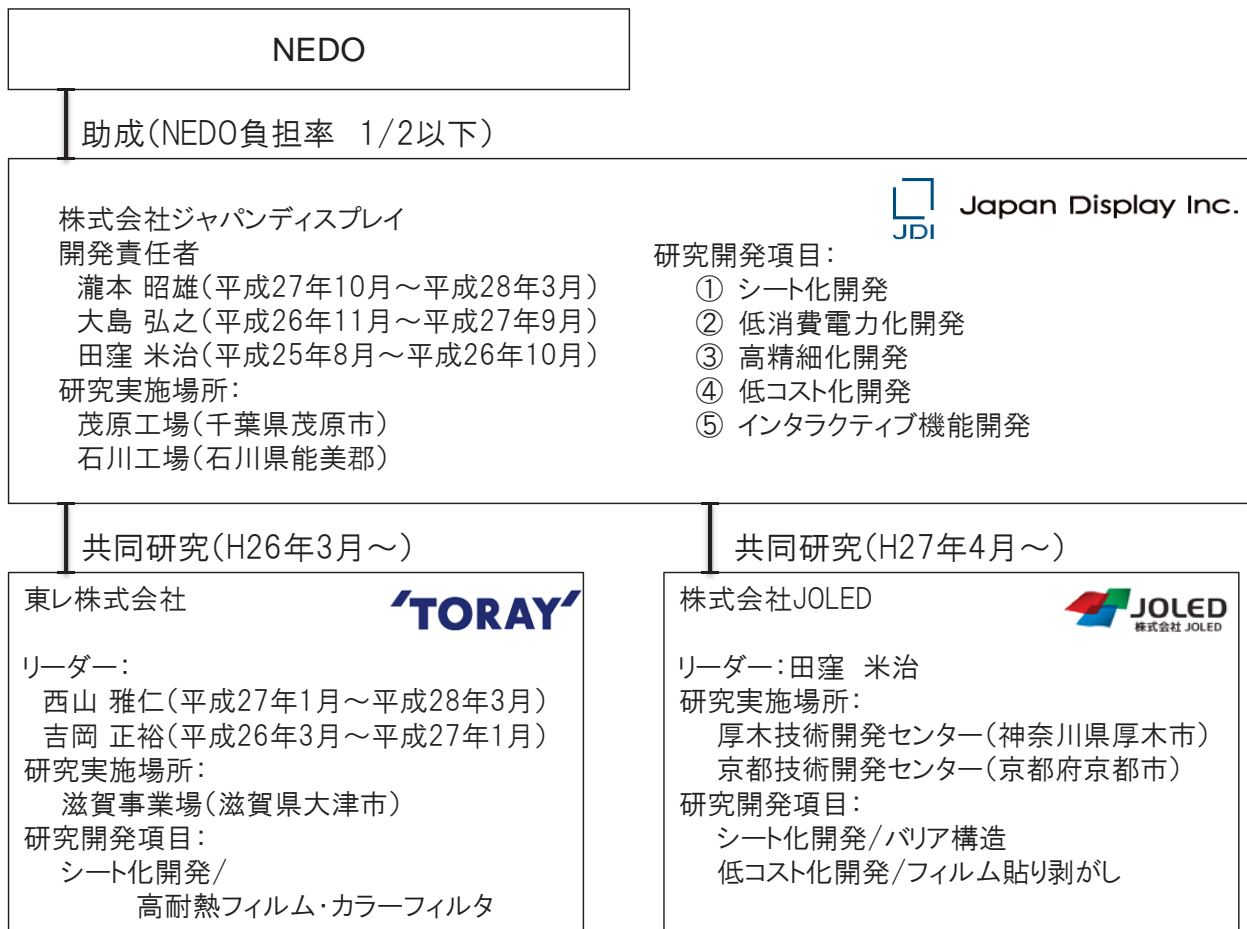 NEDO
助成(NEDO負担率 1/2以下)
株式会社ジャパンディスプレイ
開発責任者
瀧本 昭雄(平成27年10月～平成28年3月)
大島 弘之(平成26年11月～平成27年9月)
田窪 米治(平成25年8月～平成26年10月)
研究実施場所:
茂原工場(千葉県茂原市)
石川工場(石川県能美郡)
JDI
Japan Display Inc.
研究開発項目:
① シート化開発
② 低消費電力化開発
③ 高精細化開発
④ 低コスト化開発
⑤ インタラクティブ機能開発
共同研究(H26年3月～)
東レ株式会社
'TORAY'
リーダー:
西山 雅仁(平成27年1月～平成28年3月)
吉岡 正裕(平成26年3月～平成27年1月)
研究実施場所:
滋賀事業場(滋賀県大津市)
研究開発項目:
シート化開発/
高耐熱フィルム・カラーフィルタ
共同研究(H27年4月～)
株式会社JOLED
JOLED
株式会社 JOLED
リーダー:田窪 米治
研究実施場所:
厚木技術開発センター(神奈川県厚木市)
京都技術開発センター(京都府京都市)
研究開発項目:
シート化開発/バリア構造
低コスト化開発/フィルム貼り剥がし